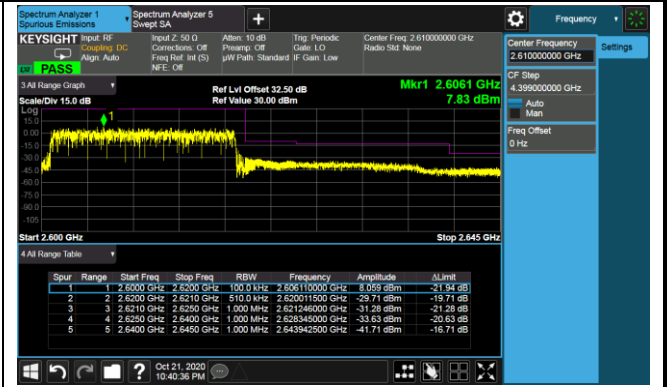 Spectrum Analyzer 1
Spurious Emissions
Spectrum Analyzer 5
Swept SA
Frequency
KEYSIGHT
Input: RF
Coupling: DC
Align: Auto
Input Z: 50 Ω
Corrections: Off
Freq Ref: Int (S)
NFE: Off
Atten: 10 dB
Preamp: Off
µW Path: Standard
Trig: Periodic
Gate: LO
IF Gain: Low
Center Freq: 2.610000000 GHz
Radio Std: None
PASS
Center Frequency
2.610000000 GHz
Settings
CF Step
4.399000000 GHz
Auto
Man
Freq Offset
0 Hz
3 All Range Graph
Scale/Div 15.0 dB
Ref Lvl Offset 32.50 dB
Ref Value 30.00 dBm
Mkr1 2.6061 GHz
7.83 dBm
Log
1
15.0
0.00
-15.0
-30.0
-45.0
-60.0
-75.0
-90.0
-105
Start 2.600 GHz
Stop 2.645 GHz
4 All Range Table
Spur Range Start Freq Stop Freq RBW Frequency Amplitude ΔLimit
1 1 2.6000 GHz 2.6200 GHz 100.0 kHz 2.606110000 GHz 8.059 dBm -21.94 dB
2 2 2.6200 GHz 2.6210 GHz 510.0 kHz 2.620011500 GHz -29.71 dBm -19.71 dB
3 3 2.6210 GHz 2.6250 GHz 1.000 MHz 2.621246000 GHz -31.28 dBm -21.28 dB
4 4 2.6250 GHz 2.6400 GHz 1.000 MHz 2.628345000 GHz -33.63 dBm -20.63 dB
5 5 2.6400 GHz 2.6450 GHz 1.000 MHz 2.643942500 GHz -41.71 dBm -16.71 dB
Oct 21, 2020
10:40:36 PM